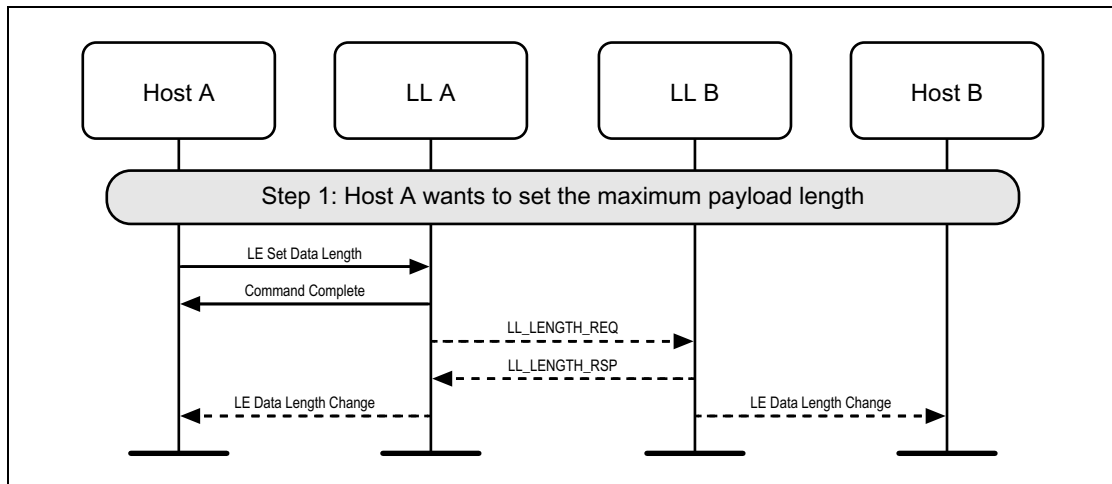 Host A
LL A
LL B
Host B
Step 1: Host A wants to set the maximum payload length
LE Set Data Length
Command Complete
LL_LENGTH_REQ
LL_LENGTH_RSP
LE Data Length Change
LE Data Length Change